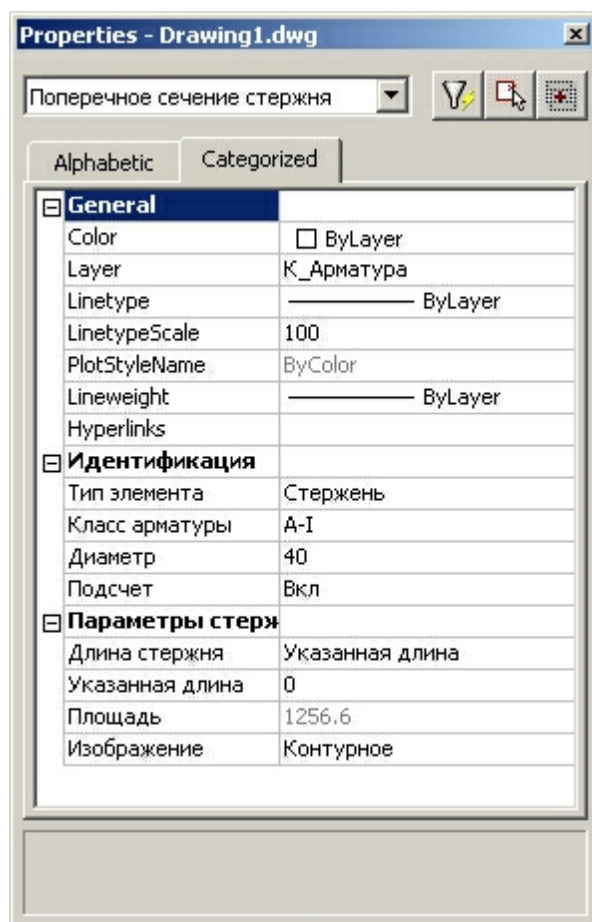 Properties - Drawing1.dwg
Поперечное сечение стержня
Alphabetic Categorized
General
Color ByLayer
Layer К_Арматура
Linetype ByLayer
LinetypeScale 100
PlotStyleName ByColor
Lineweight ByLayer
Hyperlinks
Идентификация
Тип элемента Стержень
Класс арматуры А-I
Диаметр 40
Подсчет Вкл
Параметры стерж
Длина стержня Указанная длина
Указанная длина 0
Площадь 1256.6
Изображение Контурное